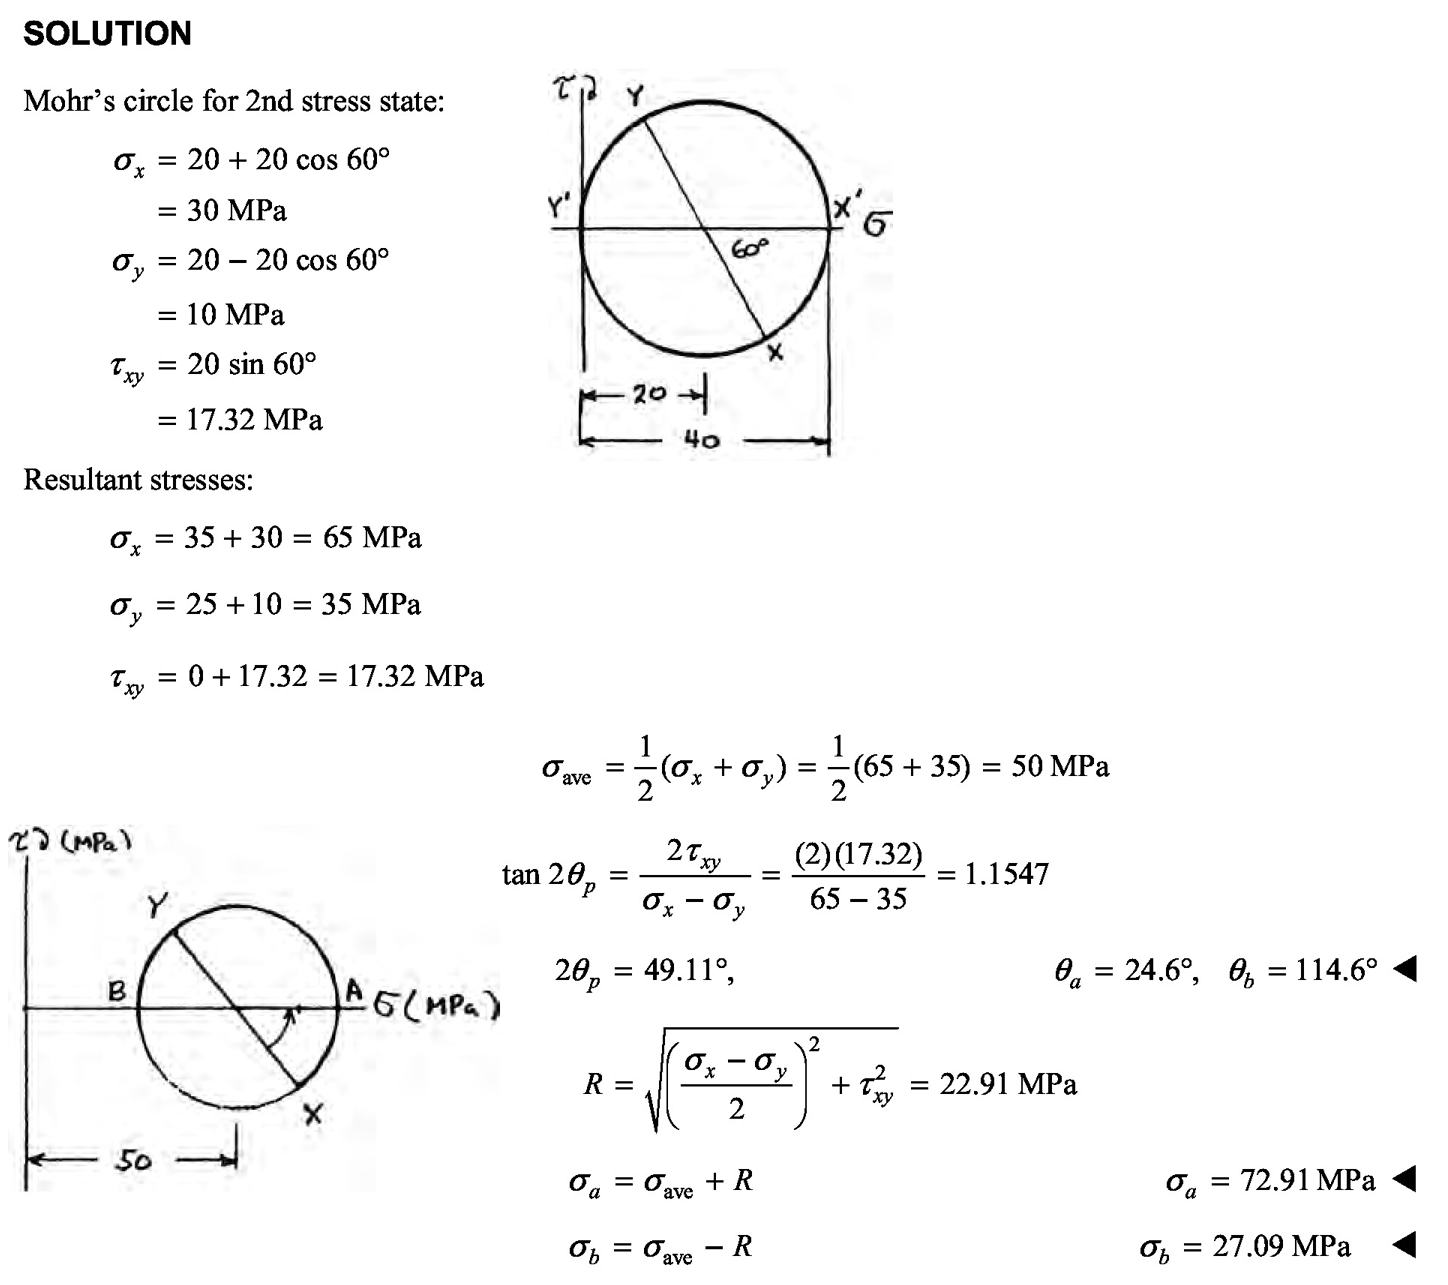 SOLUTION
Mohr's circle for 2nd stress state:
σx = 20 + 20 cos 60°
= 30 MPa
σy = 20 − 20 cos 60°
= 10 MPa
τxy = 20 sin 60°
= 17.32 MPa
τ
Y
Y'
X'
σ
60°
X
20
40
Resultant stresses:
σx = 35 + 30 = 65 MPa
σy = 25 + 10 = 35 MPa
τxy = 0 + 17.32 = 17.32 MPa
σave = 1/2(σx + σy) = 1/2(65 + 35) = 50 MPa
tan 2θp = 2τxy/(σx − σy) = (2)(17.32)/(65 − 35) = 1.1547
2θp = 49.11°, θa = 24.6°, θb = 114.6° ◀
R = √(((σx − σy)/2)² + τ²xy) = 22.91 MPa
σa = σave + R σa = 72.91 MPa ◀
σb = σave − R σb = 27.09 MPa ◀
τ (MPa)
Y
B
A
σ (MPa)
X
50